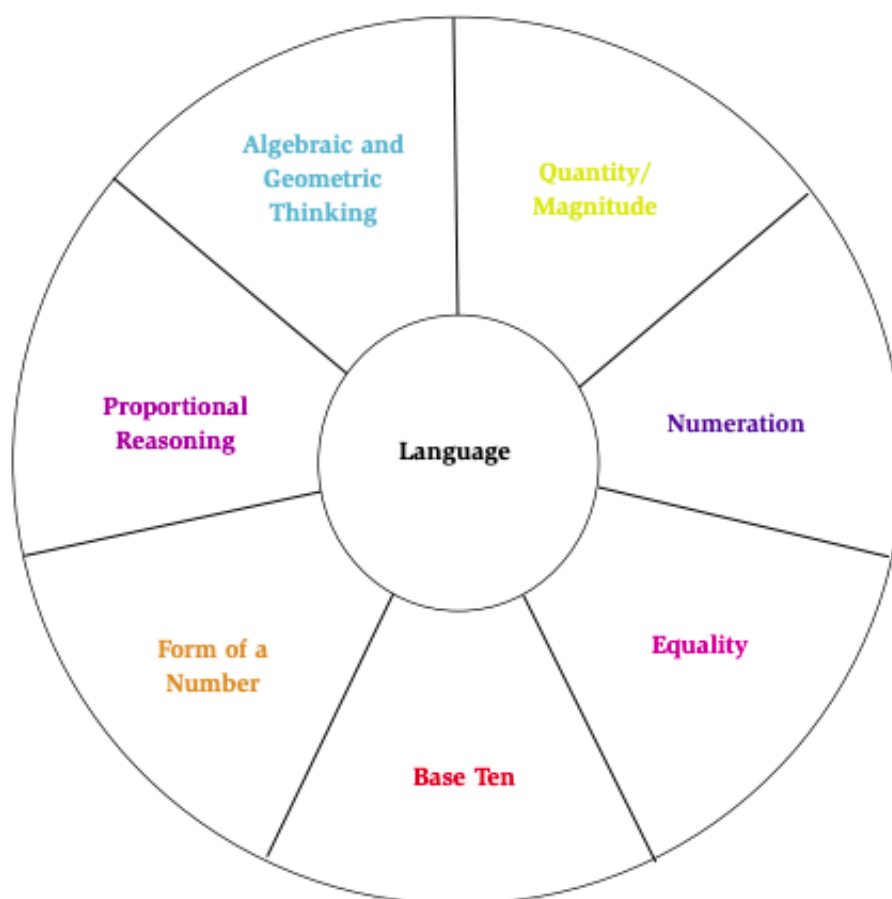 Algebraic and
Geometric
Thinking
Quantity/
Magnitude
Proportional
Reasoning
Numeration
Language
Form of a
Number
Equality
Base Ten